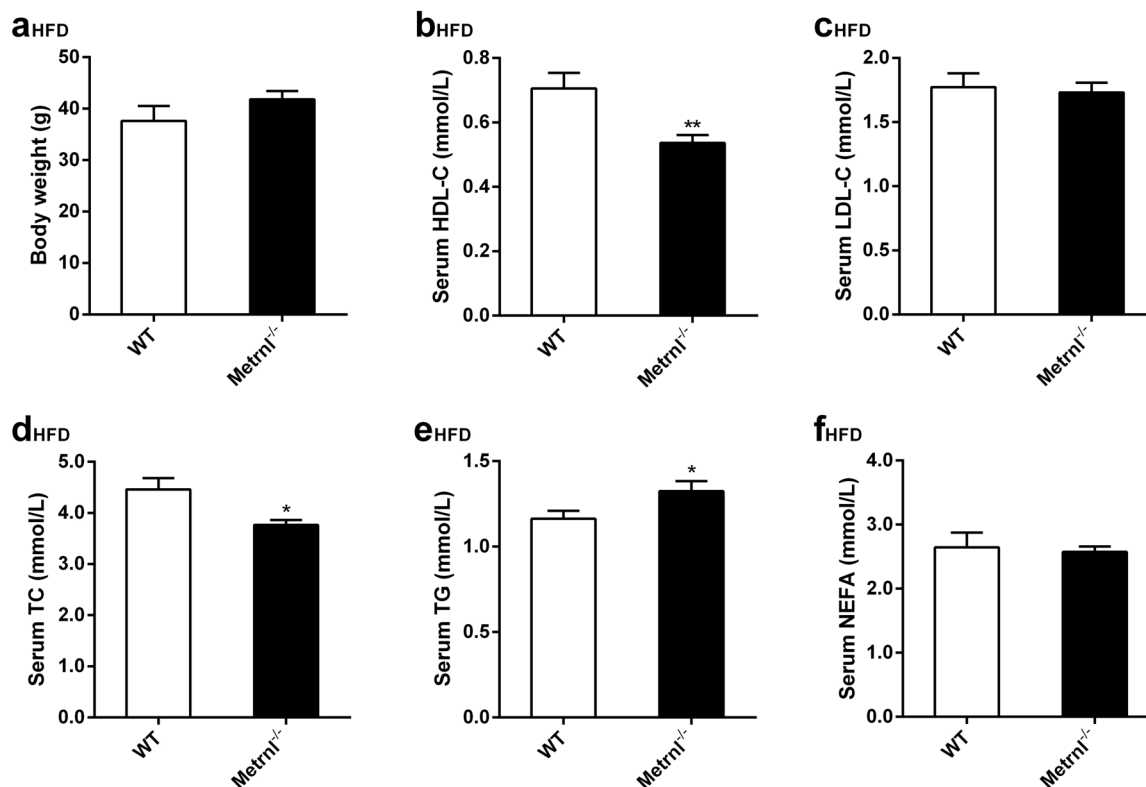 aHFD
Body weight (g)
50
40
30
20
10
0
WT
Metrnl-/-
bHFD
Serum HDL-C (mmol/L)
0.8
0.6
0.4
0.2
0.0
**
WT
Metrnl-/-
cHFD
Serum LDL-C (mmol/L)
2.0
1.5
1.0
0.5
0.0
WT
Metrnl-/-
dHFD
Serum TC (mmol/L)
5.0
4.0
3.0
2.0
1.0
0.0
*
WT
Metrnl-/-
eHFD
Serum TG (mmol/L)
1.5
1.0
0.5
0.0
*
WT
Metrnl-/-
fHFD
Serum NEFA (mmol/L)
4.0
3.0
2.0
1.0
0.0
WT
Metrnl-/-